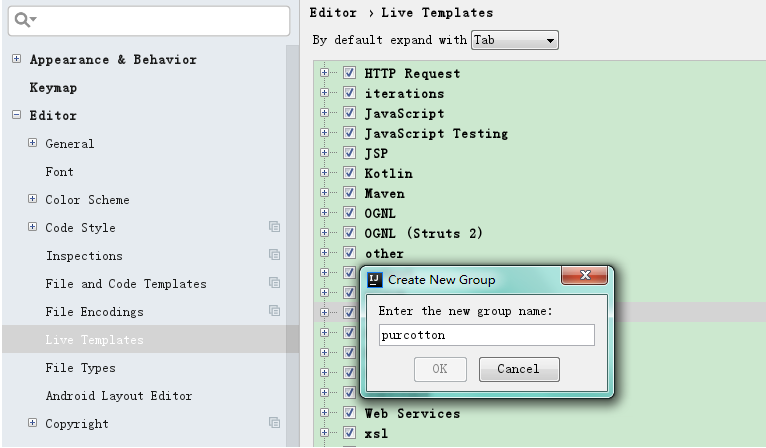 Appearance & Behavior
Keymap
Editor
General
Font
Color Scheme
Code Style
Inspections
File and Code Templates
File Encodings
Live Templates
File Types
Android Layout Editor
Copyright
Editor › Live Templates
By default expand with Tab
HTTP Request
iterations
JavaScript
JavaScript Testing
JSP
Kotlin
Maven
OGNL
OGNL (Struts 2)
other
IJ Create New Group
Enter the new group name:
purcotton
OK Cancel
Web Services
xsl